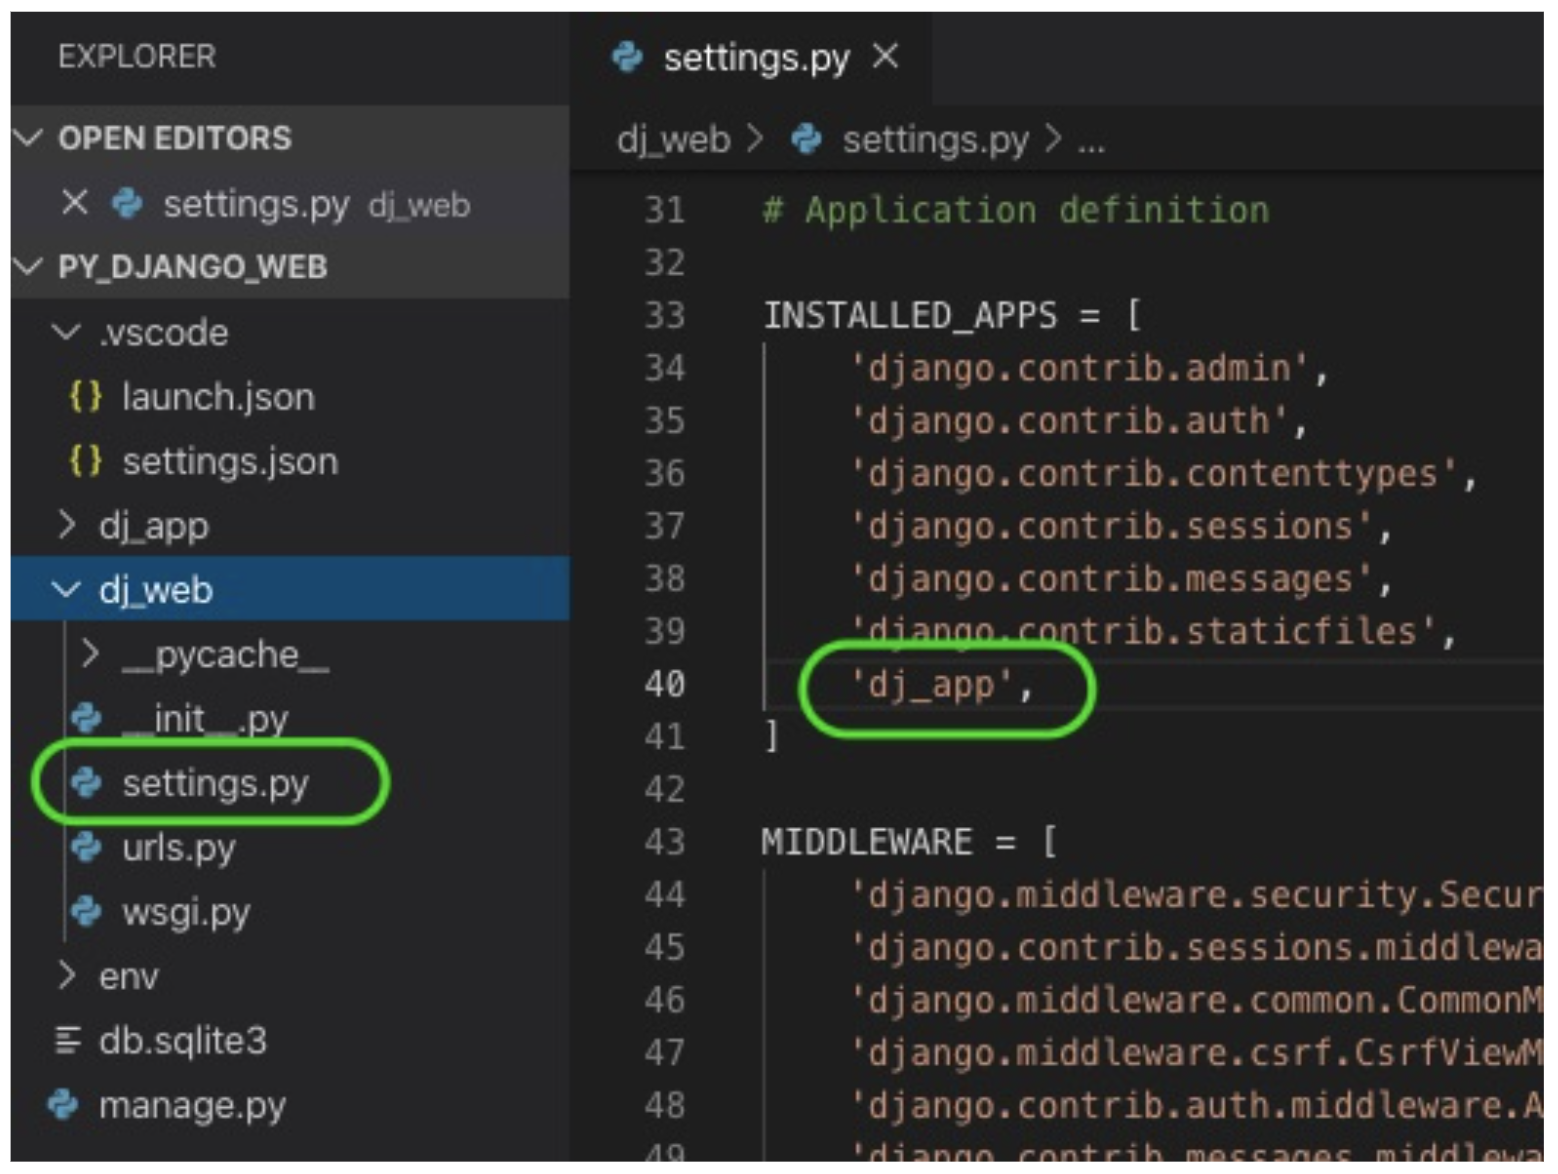 EXPLORER
OPEN EDITORS
settings.py dj_web
PY_DJANGO_WEB
.vscode
{} launch.json
{} settings.json
dj_app
dj_web
__pycache__
__init__.py
settings.py
urls.py
wsgi.py
env
db.sqlite3
manage.py
settings.py
dj_web > settings.py > ...
31 # Application definition
32
33 INSTALLED_APPS = [
34 'django.contrib.admin',
35 'django.contrib.auth',
36 'django.contrib.contenttypes',
37 'django.contrib.sessions',
38 'django.contrib.messages',
39 'django.contrib.staticfiles',
40 'dj_app',
41 ]
42
43 MIDDLEWARE = [
44 'django.middleware.security.Secur
45 'django.contrib.sessions.middlewa
46 'django.middleware.common.CommonM
47 'django.middleware.csrf.CsrfViewM
48 'django.contrib.auth.middleware.A
49 'django.contrib.messages.middlewa